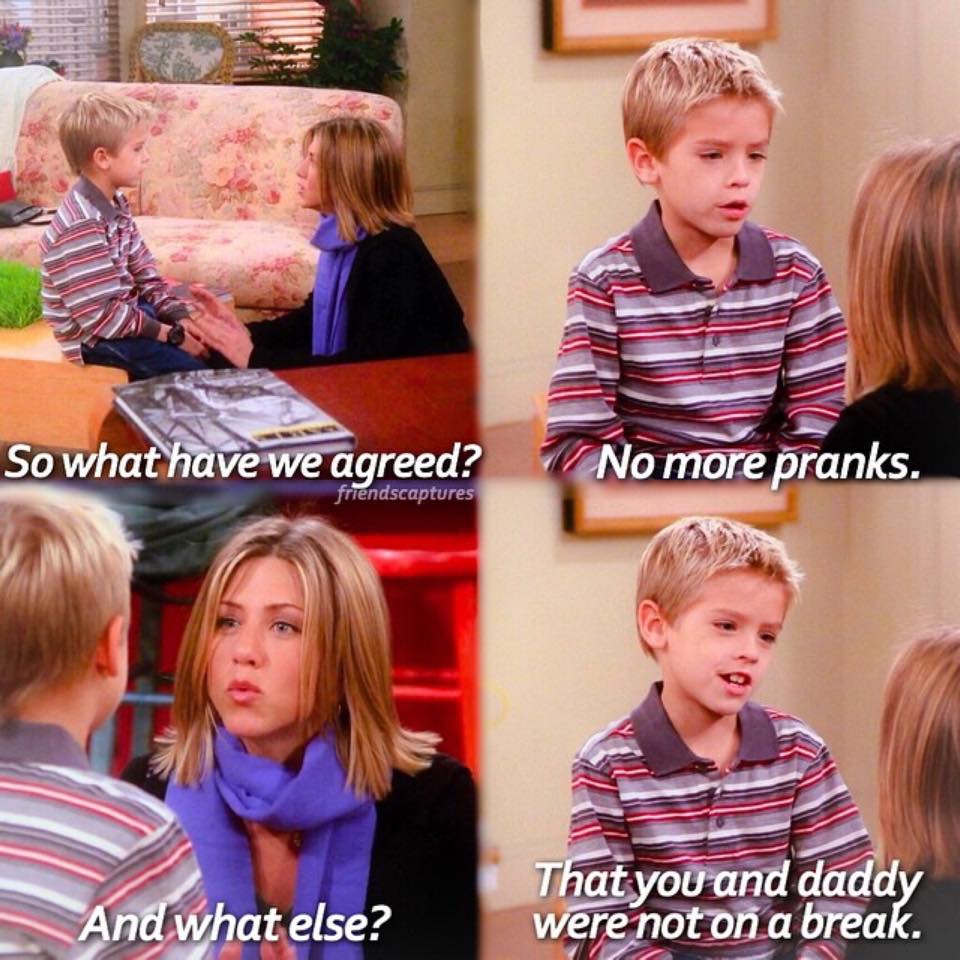 So what have we agreed?
friendscaptures
No more pranks.
And what else?
That you and daddy
were not on a break.